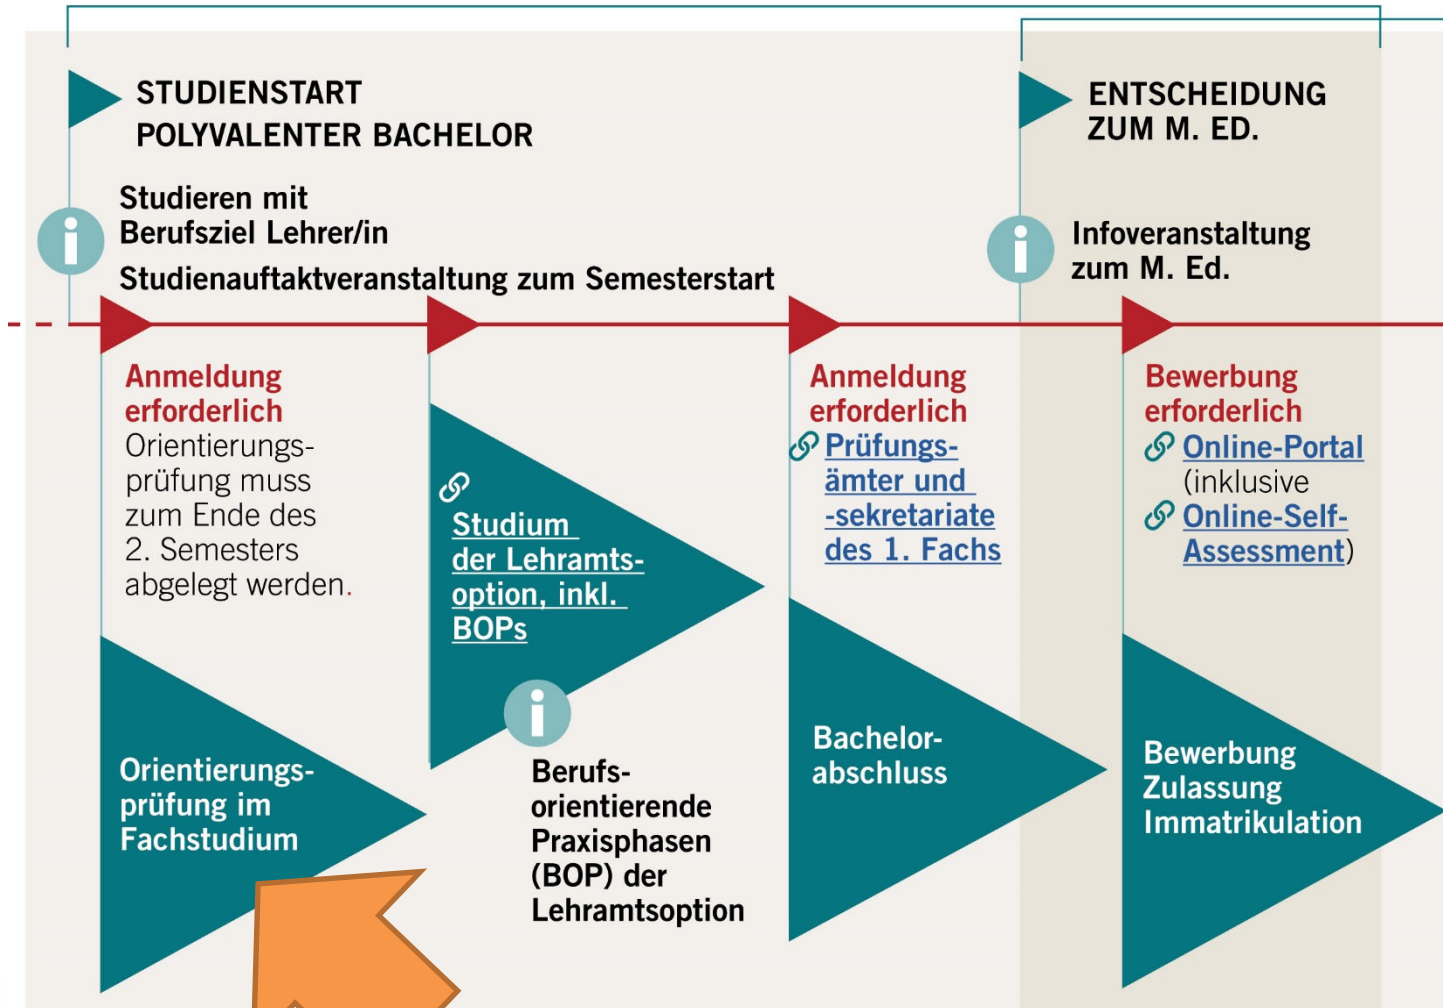 STUDIENSTART
POLYVALENTER BACHELOR
Studieren mit
Berufsziel Lehrer/in
Studienauftaktveranstaltung zum Semesterstart
ENTSCHEIDUNG
ZUM M. ED.
Infoveranstaltung
zum M. Ed.
Anmeldung
erforderlich
Orientierungs-
prüfung muss
zum Ende des
2. Semesters
abgelegt werden.
Orientierungs-
prüfung im
Fachstudium
Studium
der Lehramts-
option, inkl.
BOPs
Berufs-
orientierende
Praxisphasen
(BOP) der
Lehramtsoption
Anmeldung
erforderlich
Prüfungs-
ämter und
-sekretariate
des 1. Fachs
Bachelor-
abschluss
Bewerbung
erforderlich
Online-Portal
(inklusive
Online-Self-
Assessment)
Bewerbung
Zulassung
Immatrikulation